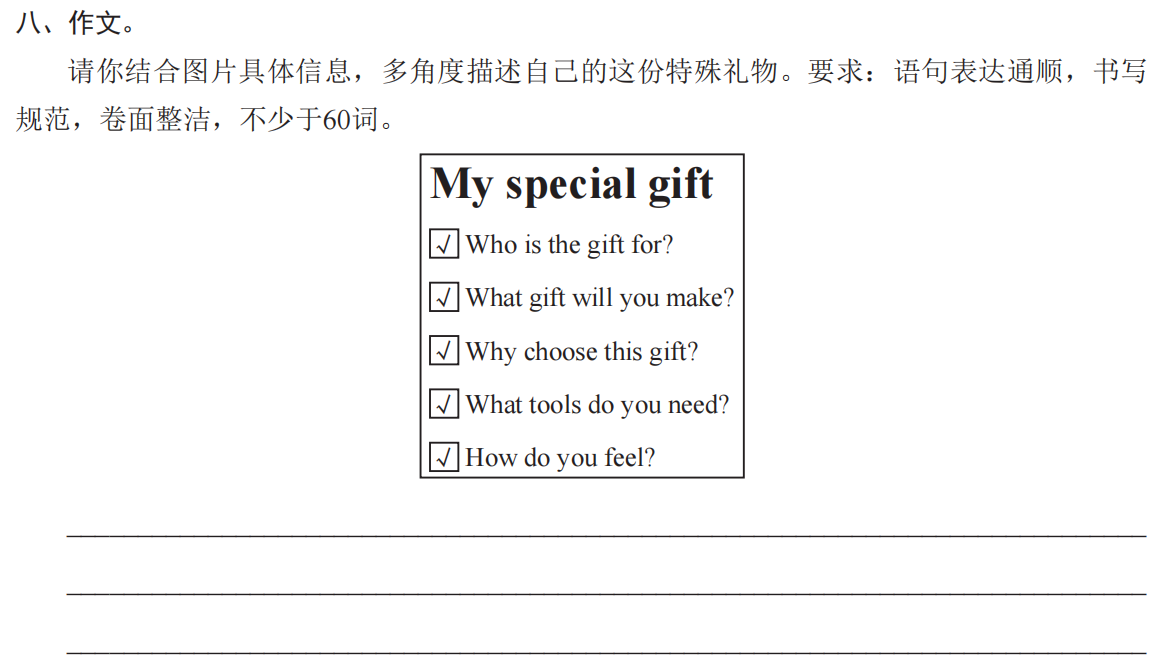 八、作文。
请你结合图片具体信息，多角度描述自己的这份特殊礼物。要求：语句表达通顺，书写
规范，卷面整洁，不少于60词。
My special gift
√ Who is the gift for?
√ What gift will you make?
√ Why choose this gift?
√ What tools do you need?
√ How do you feel?